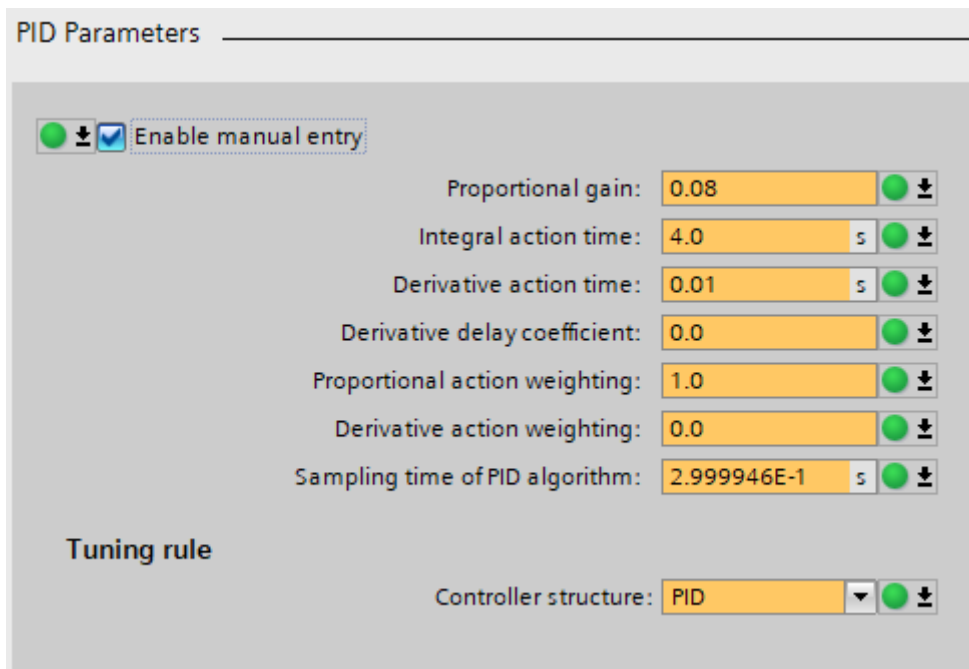 PID Parameters
Enable manual entry
Proportional gain: 0.08
Integral action time: 4.0 s
Derivative action time: 0.01 s
Derivative delay coefficient: 0.0
Proportional action weighting: 1.0
Derivative action weighting: 0.0
Sampling time of PID algorithm: 2.999946E-1 s
Tuning rule
Controller structure: PID